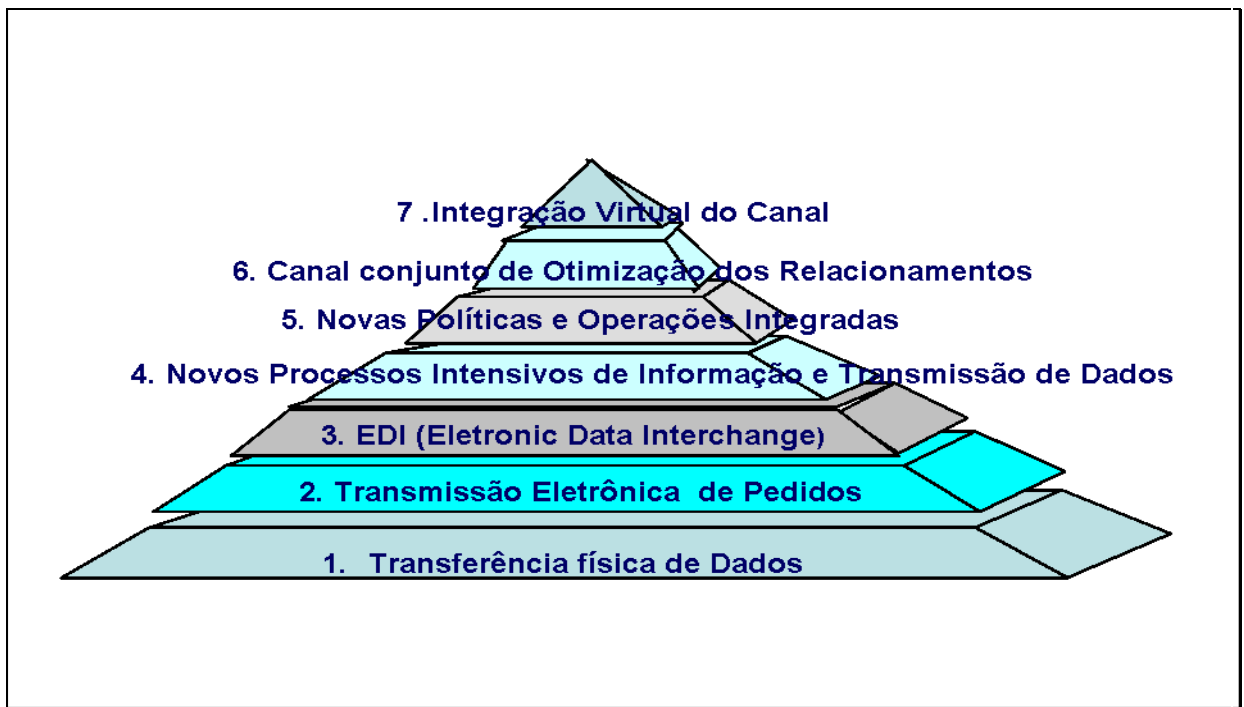 7 .Integração Virtual do Canal
6. Canal conjunto de Otimização dos Relacionamentos
5. Novas Políticas e Operações Integradas
4. Novos Processos Intensivos de Informação e Transmissão de Dados
3. EDI (Eletronic Data Interchange)
2. Transmissão Eletrônica de Pedidos
1. Transferência física de Dados